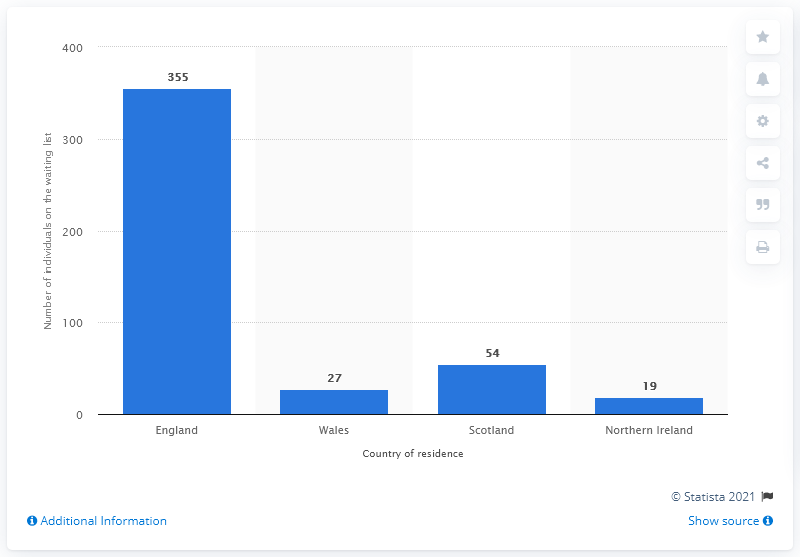 400
300
200
100
0
Number of individuals on the waiting list
355
27
54
19
England
Wales
Scotland
Northern Ireland
Country of residence
© Statista 2021
Additional Information
Show source